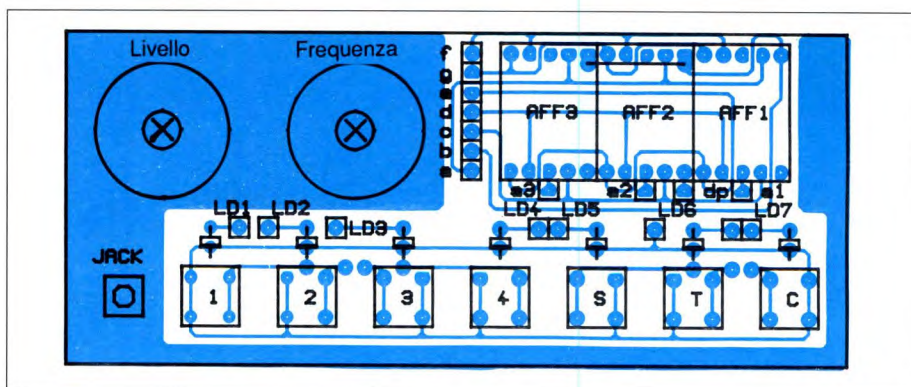 Livello Frequenza
f
g
e
d
c
b
a
AFF3 AFF2 AFF1
a3 a2 dp a1
LD1 LD2 LD3 LD4 LD5 LD6 LD7
JACK
1 2 3 4 S T C